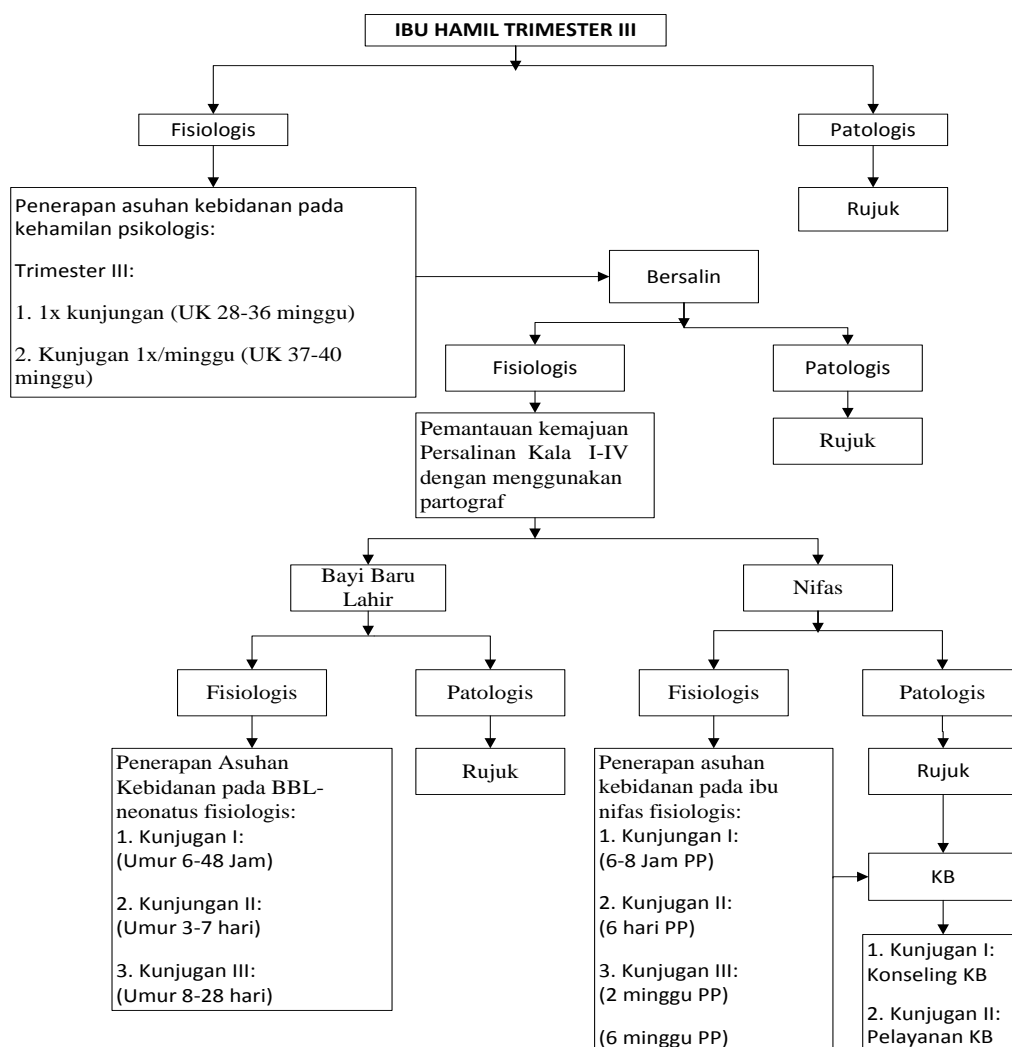 IBU HAMIL TRIMESTER III
Fisiologis
Patologis
Penerapan asuhan kebidanan pada
kehamilan psikologis:
Trimester III:
1. 1x kunjungan (UK 28-36 minggu)
2. Kunjugan 1x/minggu (UK 37-40
minggu)
Rujuk
Bersalin
Fisiologis
Patologis
Pemantauan kemajuan
Persalinan Kala I-IV
dengan menggunakan
partograf
Rujuk
Bayi Baru
Lahir
Nifas
Fisiologis
Patologis
Fisiologis
Patologis
Penerapan Asuhan
Kebidanan pada BBL-
neonatus fisiologis:
1. Kunjugan I:
(Umur 6-48 Jam)
2. Kunjungan II:
(Umur 3-7 hari)
3. Kunjugan III:
(Umur 8-28 hari)
Rujuk
Penerapan asuhan
kebidanan pada ibu
nifas fisiologis:
1. Kunjungan I:
(6-8 Jam PP)
2. Kunjugan II:
(6 hari PP)
3. Kunjugan III:
(2 minggu PP)
(6 minggu PP)
Rujuk
KB
1. Kunjugan I:
Konseling KB
2. Kunjugan II:
Pelayanan KB